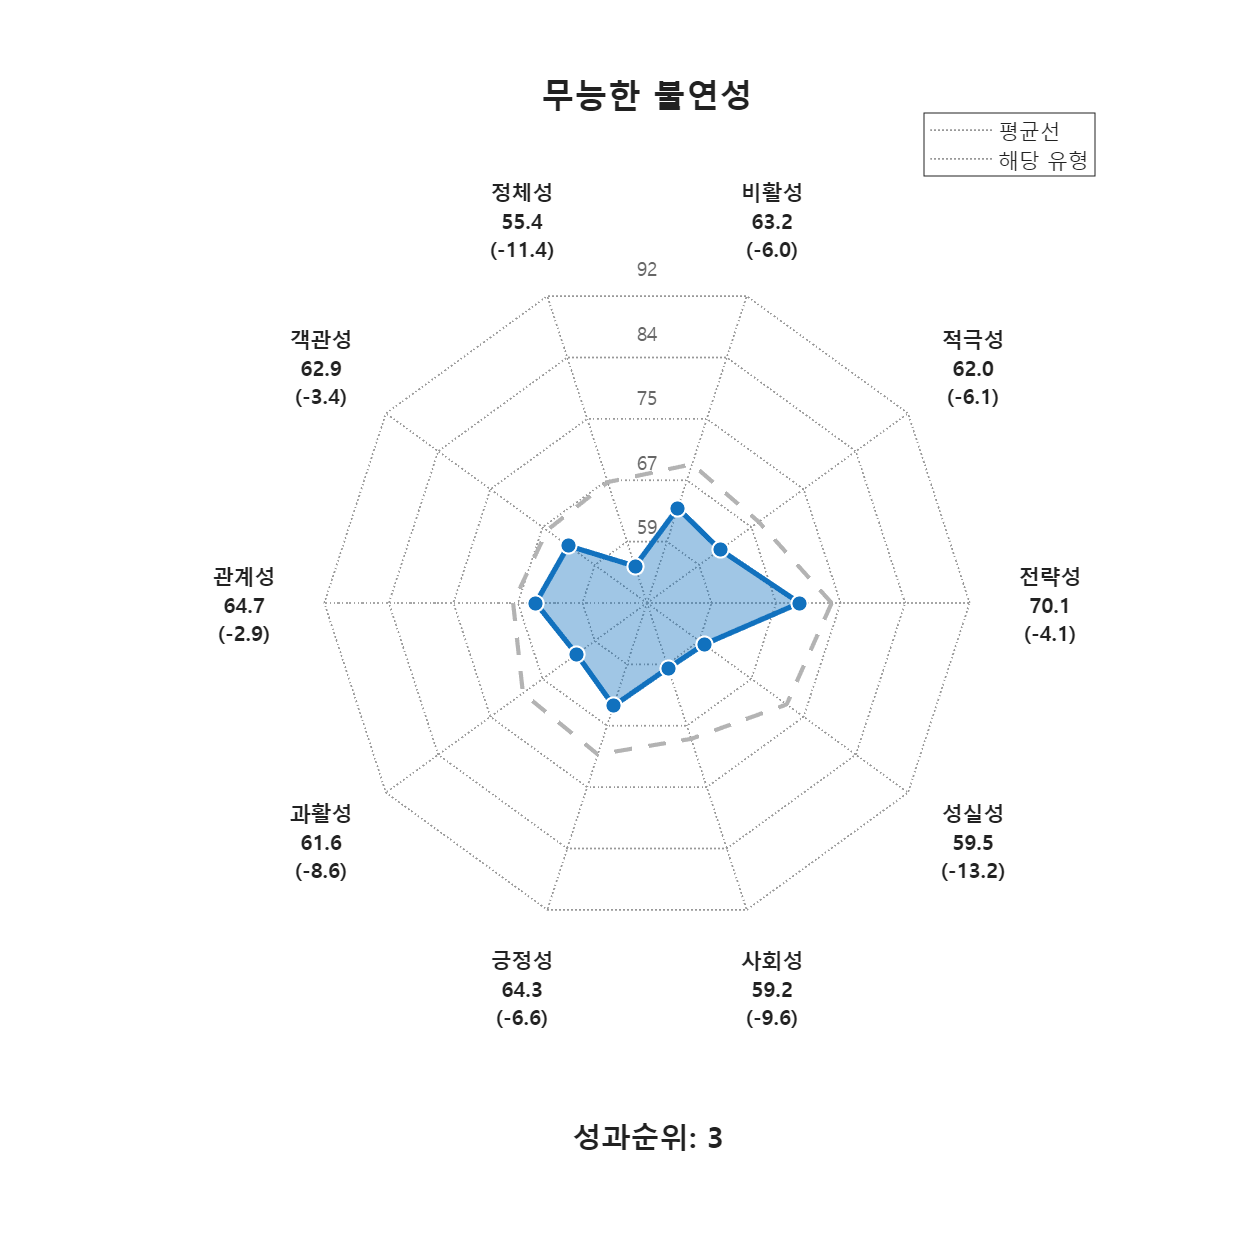 무능한 불연성
평균선
해당 유형
정체성
55.4
(-11.4)
비활성
63.2
(-6.0)
92
84
75
67
59
객관성
62.9
(-3.4)
적극성
62.0
(-6.1)
관계성
64.7
(-2.9)
전략성
70.1
(-4.1)
과활성
61.6
(-8.6)
성실성
59.5
(-13.2)
긍정성
64.3
(-6.6)
사회성
59.2
(-9.6)
성과순위: 3